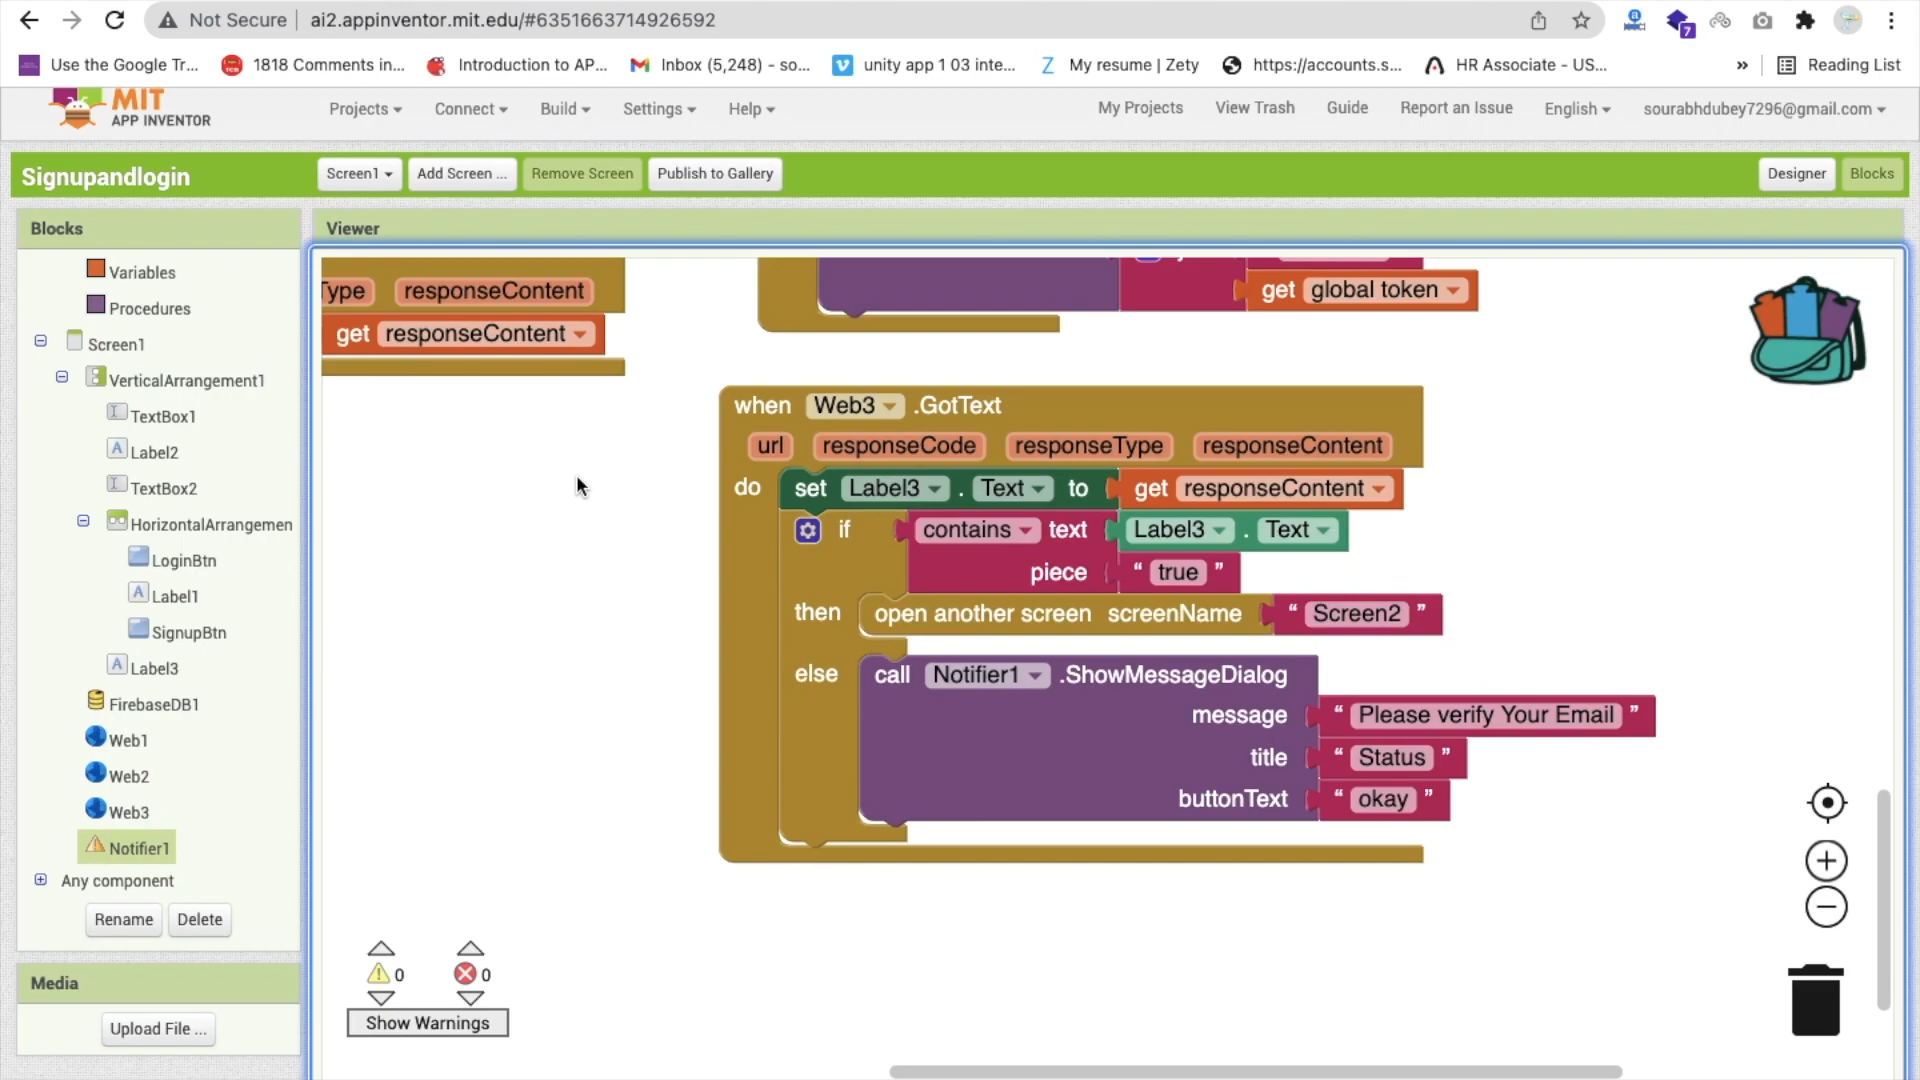 Not Secure
ai2.appinventor.mit.edu/#6351663714926592
7
Use the Google Tr...
1818 Comments in...
Introduction to AP...
Inbox (5,248) - so...
unity app 1 03 inte...
My resume | Zety
https://accounts.s...
HR Associate - US...
»
Reading List
MIT
APP INVENTOR
Projects
Connect
Build
Settings
Help
My Projects
View Trash
Guide
Report an Issue
English
sourabhdubey7296@gmail.com
Signupandlogin
Screen1
Add Screen ...
Remove Screen
Publish to Gallery
Designer
Blocks
Blocks
Viewer
Variables
Procedures
Screen1
VerticalArrangement1
TextBox1
Label2
TextBox2
HorizontalArrangemen
LoginBtn
Label1
SignupBtn
Label3
FirebaseDB1
Web1
Web2
Web3
Notifier1
Any component
Rename
Delete
Media
Upload File ...
Type responseContent
get responseContent
get global token
when Web3 .GotText
url responseCode responseType responseContent
do set Label3 . Text to get responseContent
if contains text Label3 . Text
piece “ true ”
then open another screen screenName “ Screen2 ”
else call Notifier1 .ShowMessageDialog
message “ Please verify Your Email ”
title “ Status ”
buttonText “ okay ”
0
0
Show Warnings